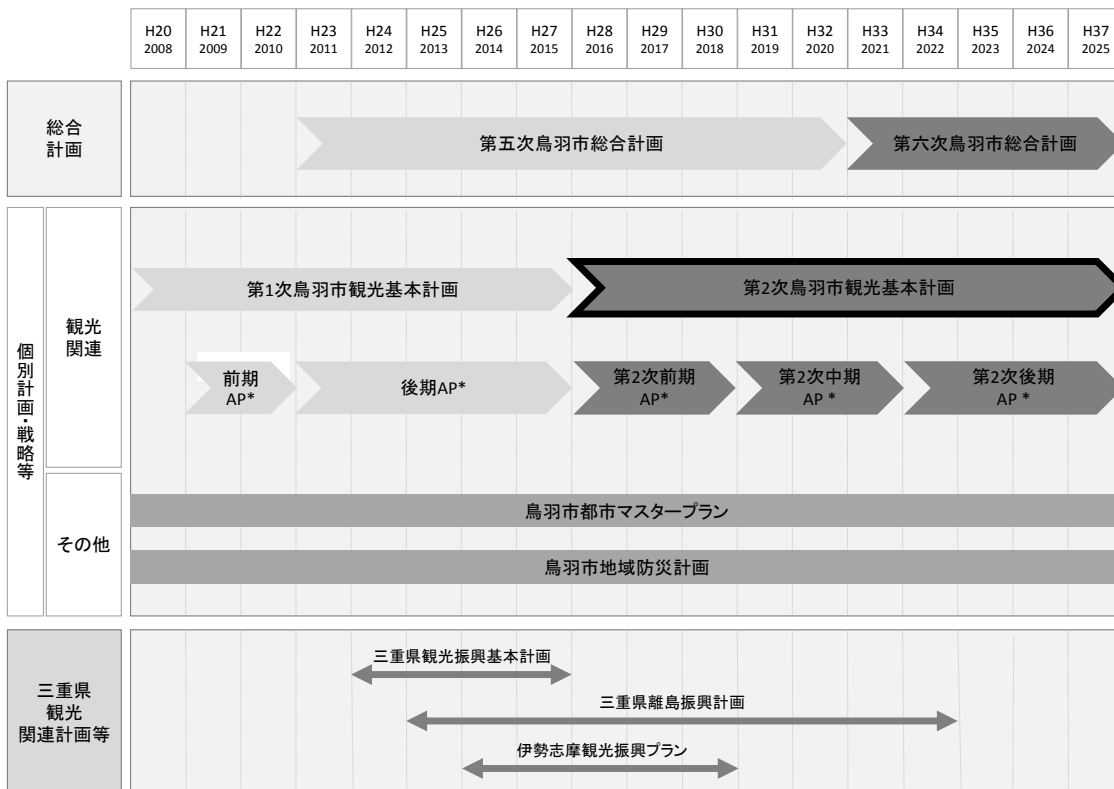 H20 H21 H22 H23 H24 H25 H26 H27 H28 H29 H30 H31 H32 H33 H34 H35 H36 H37
2008 2009 2010 2011 2012 2013 2014 2015 2016 2017 2018 2019 2020 2021 2022 2023 2024 2025
総合
計画
第五次鳥羽市総合計画
第六次鳥羽市総合計画
個別計画・戦略等
観光
関連
第1次鳥羽市観光基本計画
第2次鳥羽市観光基本計画
前期
AP*
後期AP*
第2次前期
AP*
第2次中期
AP *
第2次後期
AP *
その他
鳥羽市都市マスタープラン
鳥羽市地域防災計画
三重県
観光
関連計画等
三重県観光振興基本計画
三重県離島振興計画
伊勢志摩観光振興プラン